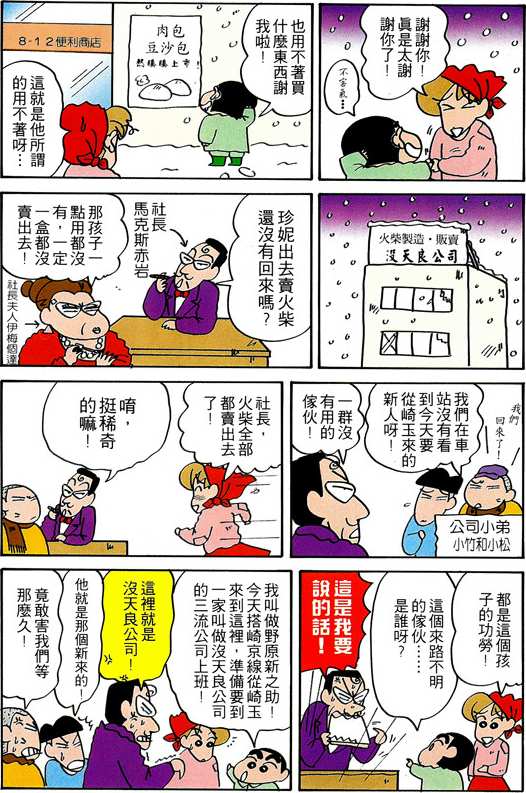 謝謝你！
真是太謝
謝你了！
不客氣…
也用不著買
什麼東西謝
我啦！
肉包
豆沙包
熱騰騰上市！
8-12便利商店
這就是他所謂
的用不著呀…
火柴製造・販賣
沒天良公司
珍妮出去賣火柴
還沒有回來嗎？
社長
馬克斯赤岩
那孩子一
點用都沒
有，一定
一盒都沒
賣出去！
社長夫人伊梅個達
我們
回來了！
我們在車
站沒有看
到今天要
從崎玉來的
新人呀！
公司小弟
小竹和小松
一群沒
有用的
傢伙！
社長，
火柴全部
都賣出去
了！
唷，
挺稀奇
的嘛！
都是這個孩
子的功勞！
這個來路不明
的傢伙……
是誰呀？
這是我要
說的話！
我叫做野原新之助！
今天搭崎京線從崎玉
來到這裡，準備要到
一家叫做沒天良公司
的三流公司上班！
這裡就是
沒天良公司！
他就是那個新來的！
竟敢害我們等
那麼久！